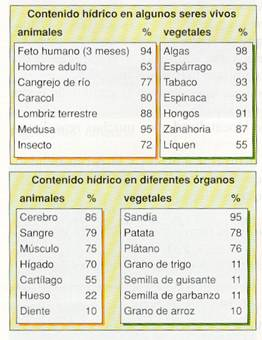 Contenido hídrico en algunos seres vivos
animales % vegetales %
Feto humano (3 meses) 94 Algas 98
Hombre adulto 63 Espárrago 93
Cangrejo de río 77 Tabaco 93
Caracol 80 Espinaca 93
Lombriz terrestre 88 Hongos 91
Medusa 95 Zanahoria 87
Insecto 72 Líquen 55
Contenido hídrico en diferentes órganos
animales % vegetales %
Cerebro 86 Sandía 95
Sangre 79 Patata 78
Músculo 75 Plátano 76
Hígado 70 Grano de trigo 11
Cartílago 55 Semilla de guisante 11
Hueso 22 Semilla de garbanzo 11
Diente 10 Grano de arroz 10